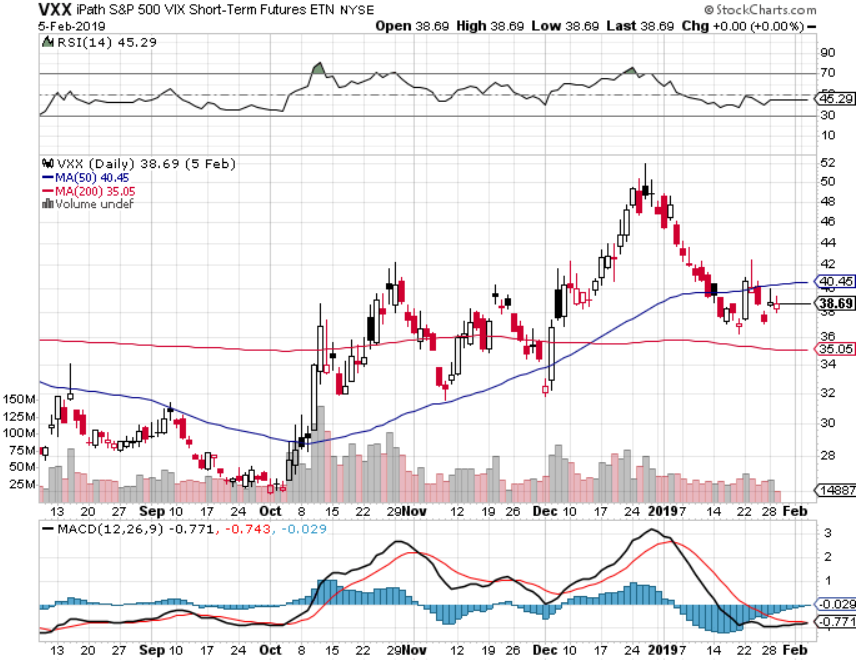 VXX iPath S&P 500 VIX Short-Term Futures ETN NYSE © StockCharts.com
5-Feb-2019 Open 38.69 High 38.69 Low 38.69 Last 38.69 Chg +0.00 (+0.00%)
RSI(14) 45.29
90
70
50
45.29
30
10
VXX (Daily) 38.69 (5 Feb)
MA(50) 40.45
MA(200) 35.05
Volume undef
52
50
48
46
44
42
40.45
40
38.69
38
36
35.05
34
32
30
28
14887
150M
125M
100M
75M
50M
25M
13 20 27 Sep 10 17 24 Oct 8 15 22 29 Nov 12 19 26 Dec 10 17 24 2019 7 14 22 28 Feb
MACD(12,26,9) -0.771, -0.743, -0.029
3
2
1
-0.029
-0.771
13 20 27 Sep 10 17 24 Oct 8 15 22 29 Nov 12 19 26 Dec 10 17 24 2019 7 14 22 28 Feb